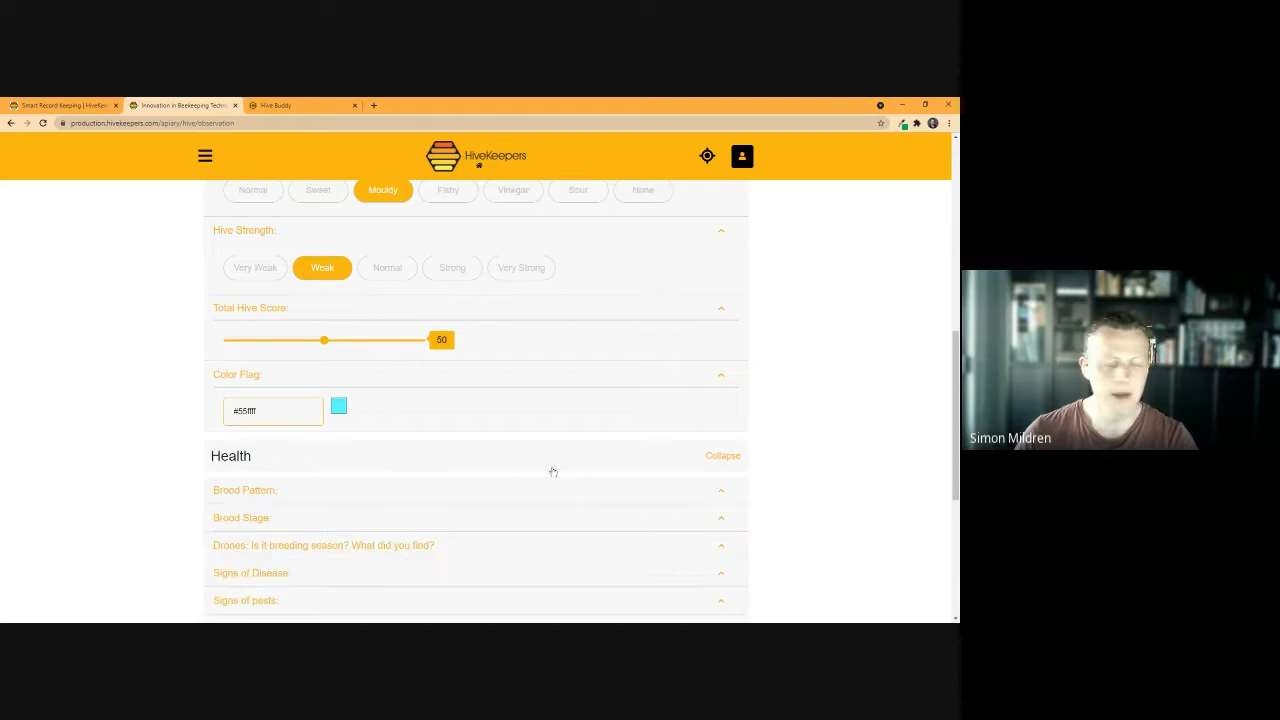 Smart Record Keeping | HiveKee
Innovation in Beekeeping Techn
Hive Buddy
production.hivekeepers.com/apiary/hive/observation
HiveKeepers
Normal Sweet Mouldy Fishy Vinegar Sour None
Hive Strength:
Very Weak Weak Normal Strong Very Strong
Total Hive Score:
50
Color Flag:
#55ffff
Health Collapse
Brood Pattern:
Brood Stage:
Drones: Is it breeding season? What did you find?
Signs of Disease
Signs of pests:
Simon Mildren